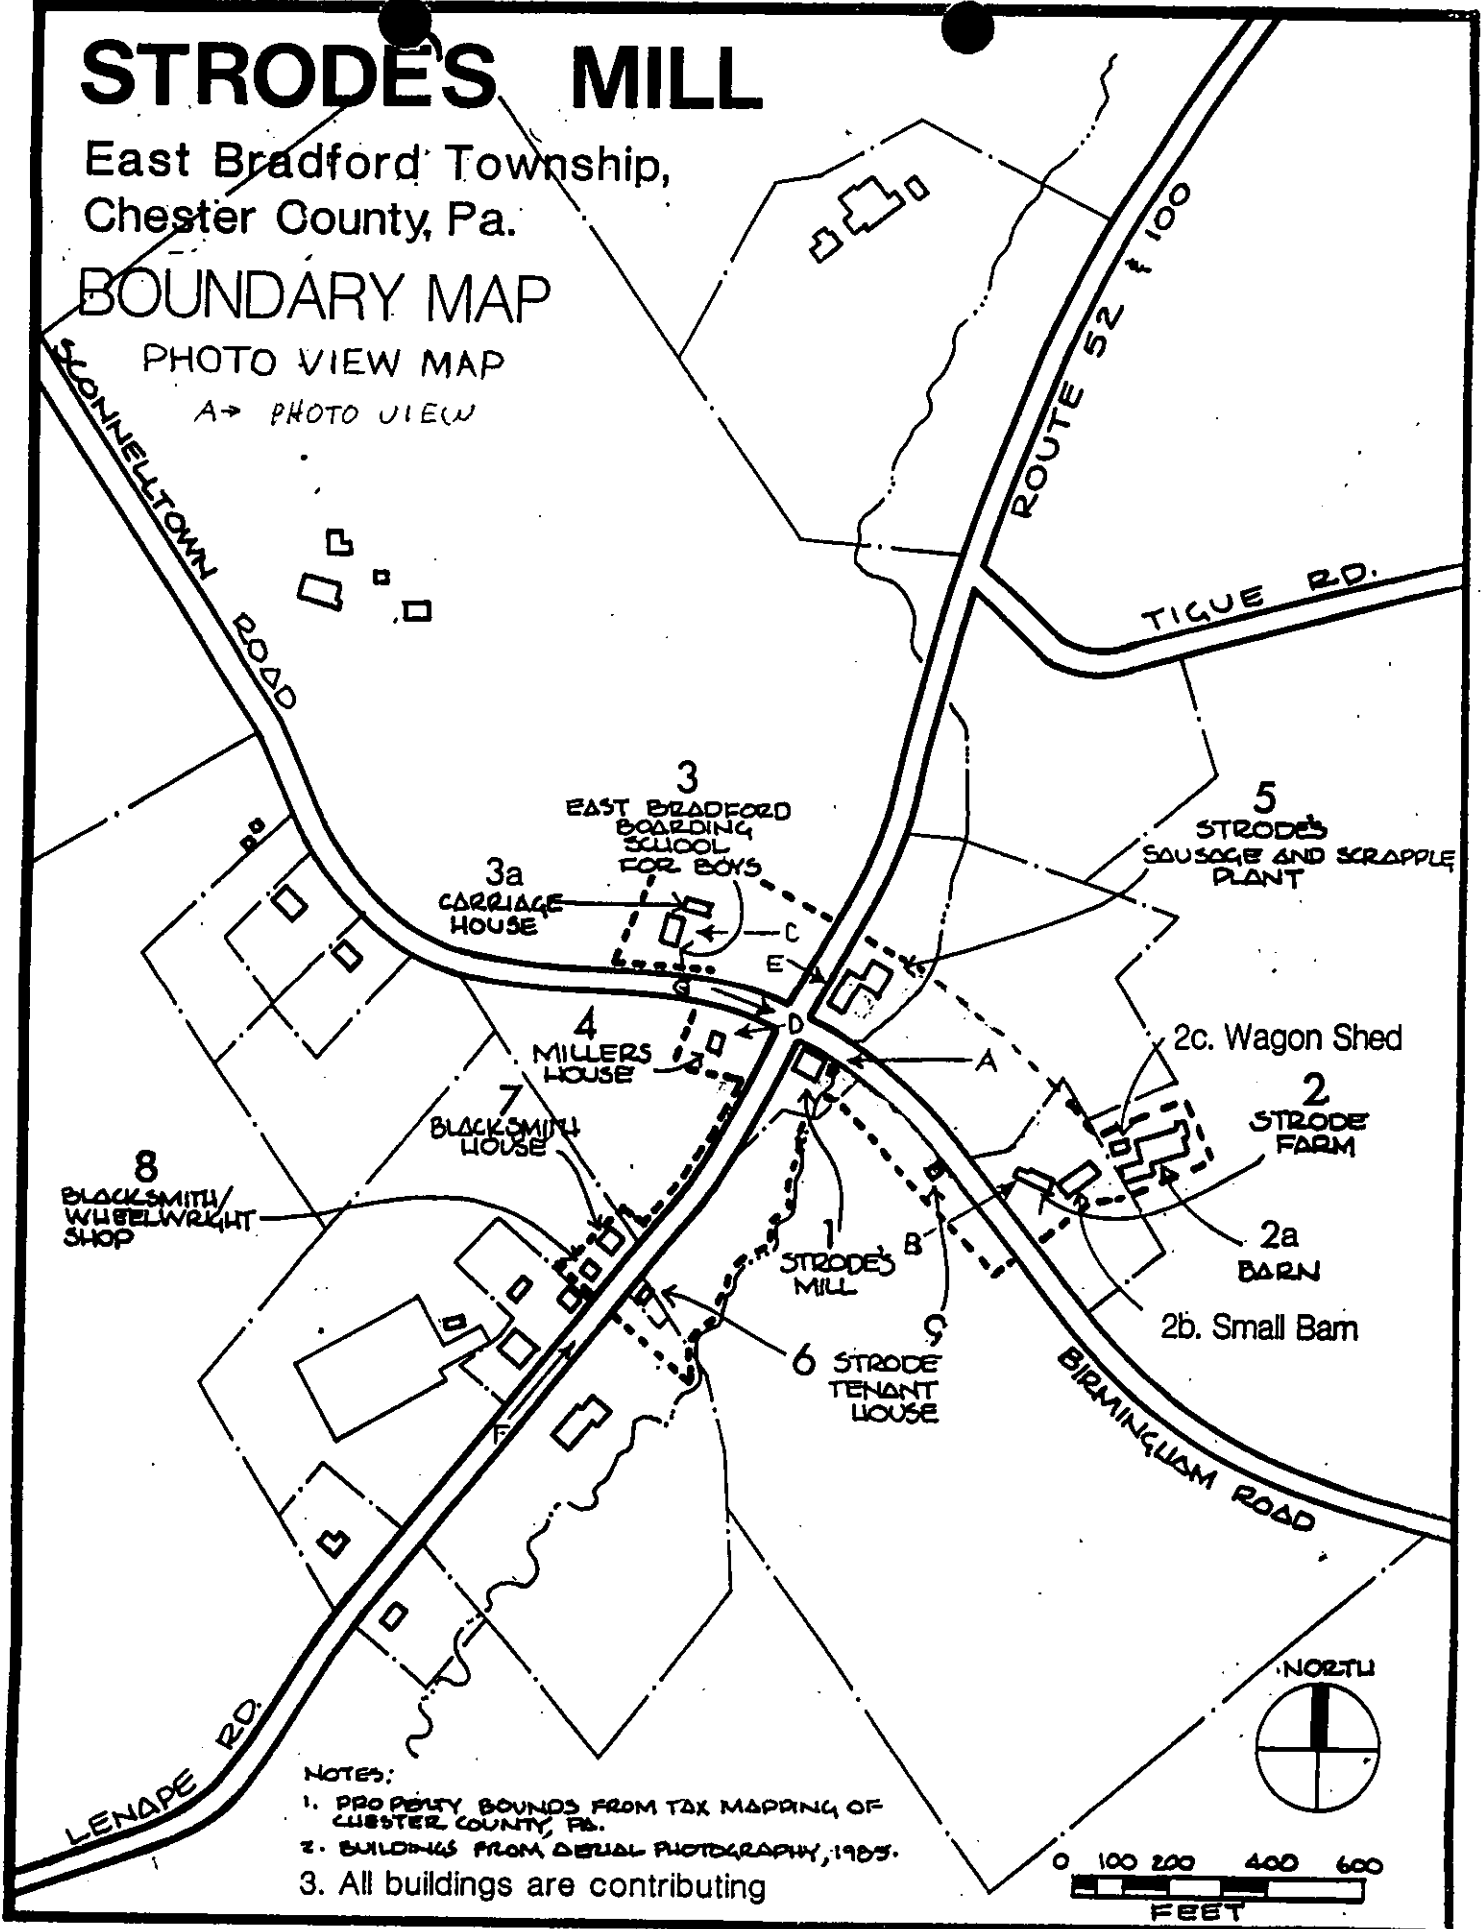 STRODE'S MILL
East Bradford Township,
Chester County, Pa.
BOUNDARY MAP
PHOTO VIEW MAP
A→ PHOTO VIEW
ROUTE 52 & 100
SCONNELLTOWN ROAD
TIGUE RD.
3
EAST BRADFORD
BOARDING
SCHOOL
FOR BOYS
3a
CARRIAGE
HOUSE
5
STRODE'S
SAUSAGE AND SCRAPPLE
PLANT
C
E
G
D
4
MILLERS
HOUSE
A
2c. Wagon Shed
2
STRODE
FARM
7
BLACKSMITH
HOUSE
8
BLACKSMITH/
WHEELWRIGHT
SHOP
1
STRODE'S
MILL
B
2a
BARN
2b. Small Barn
9
6 STRODE
TENANT
HOUSE
F
BIRMINGHAM ROAD
LENAPE RD.
NORTH
NOTES:
1. PROPERTY BOUNDS FROM TAX MAPPING OF
CHESTER COUNTY, PA.
2. BUILDINGS FROM AERIAL PHOTOGRAPHY, 1985.
3. All buildings are contributing
0 100 200 400 600
FEET